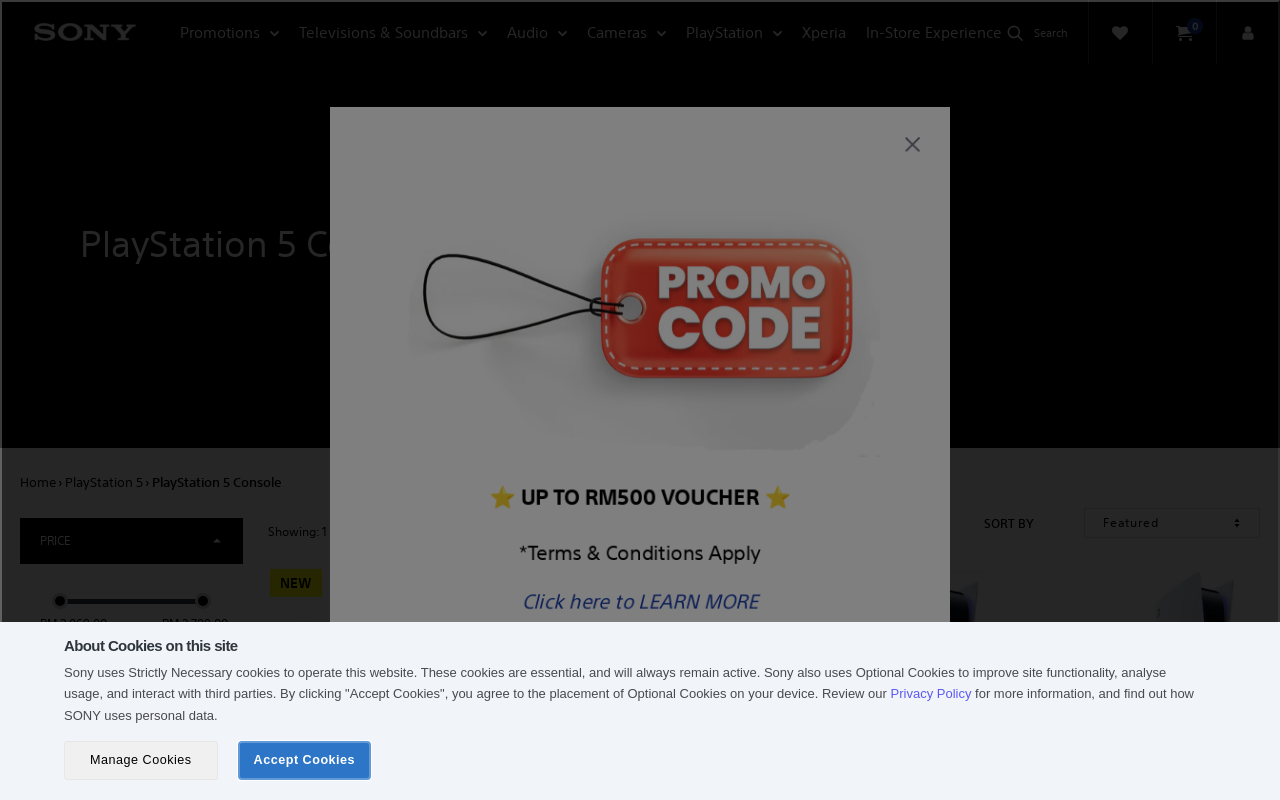 SONY
Promotions
Televisions & Soundbars
Audio
Cameras
PlayStation
Xperia
In-Store Experience
Search
0
PlayStation 5 C
PROMO
CODE
Home › PlayStation 5 › PlayStation 5 Console
⭐ UP TO RM500 VOUCHER ⭐
SORT BY
Featured
PRICE
Showing: 1
*Terms & Conditions Apply
NEW
Click here to LEARN MORE
About Cookies on this site
Sony uses Strictly Necessary cookies to operate this website. These cookies are essential, and will always remain active. Sony also uses Optional Cookies to improve site functionality, analyse
usage, and interact with third parties. By clicking "Accept Cookies", you agree to the placement of Optional Cookies on your device. Review our Privacy Policy for more information, and find out how
SONY uses personal data.
Manage Cookies
Accept Cookies